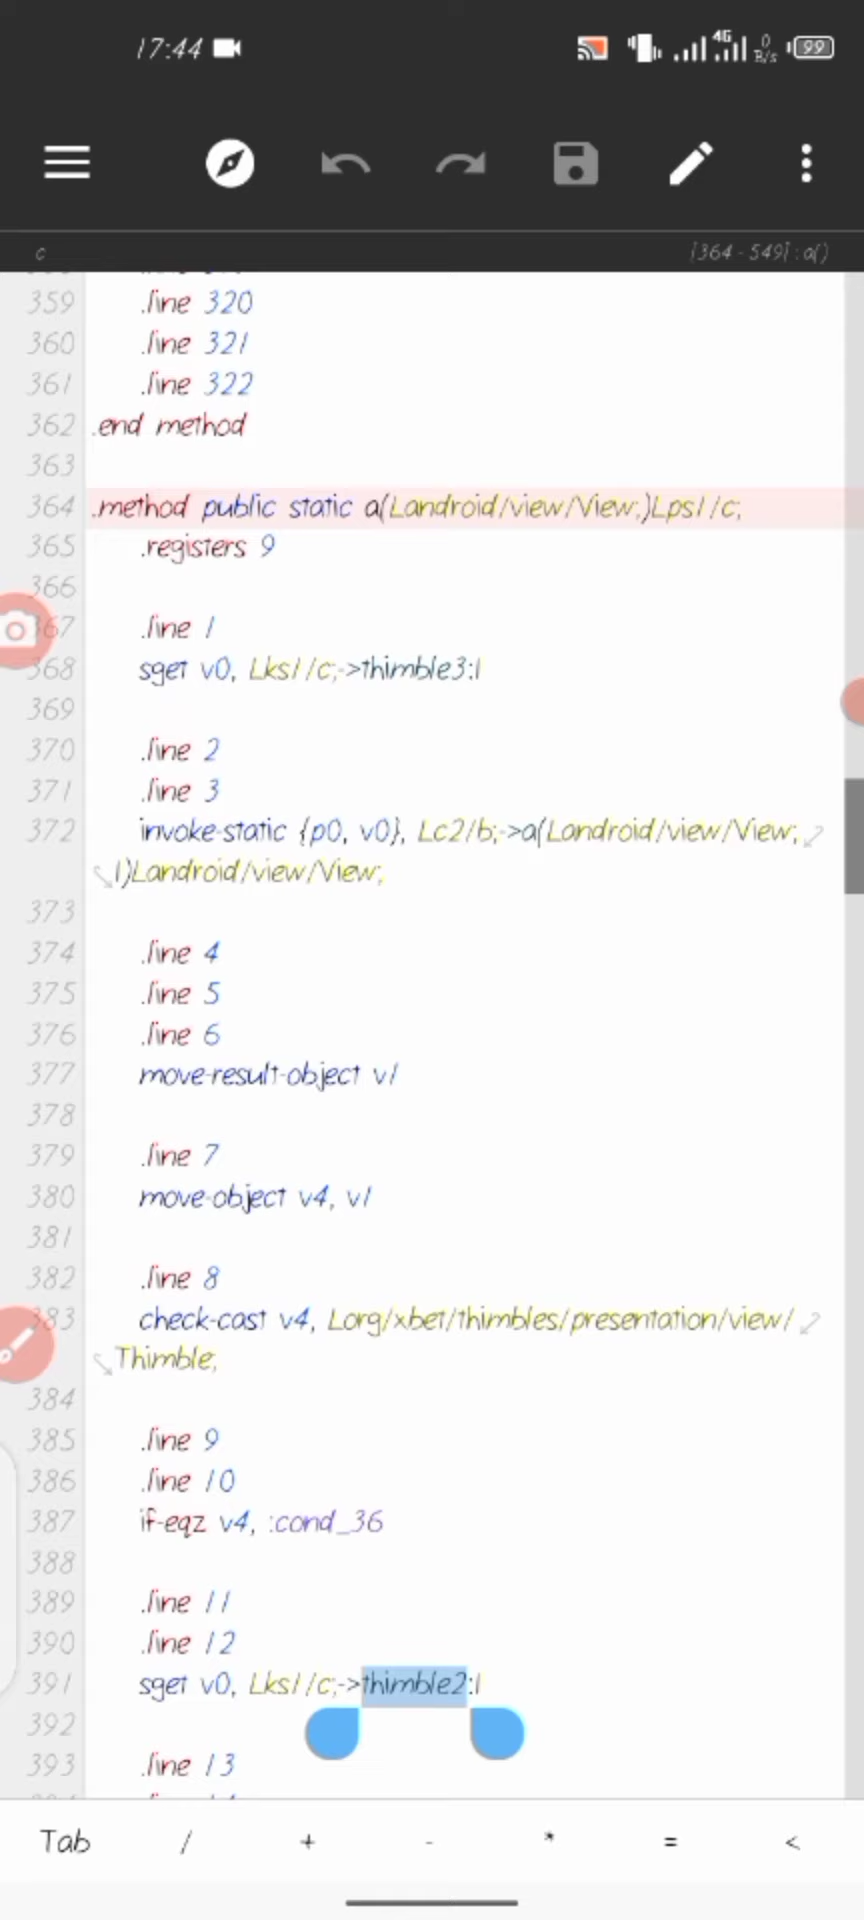 17:44 4G 0 B/s 99
c [364 - 549] : a()
359 .line 320
360 .line 321
361 .line 322
362 .end method
363
364 .method public static a(Landroid/view/View;)Lps1/c;
365 .registers 9
366
367 .line 1
368 sget v0, Lks1/c;->thimble3:I
369
370 .line 2
371 .line 3
372 invoke-static {p0, v0}, Lc2/b;->a(Landroid/view/View;
I)Landroid/view/View;
373
374 .line 4
375 .line 5
376 .line 6
377 move-result-object v1
378
379 .line 7
380 move-object v4, v1
381
382 .line 8
383 check-cast v4, Lorg/xbet/thimbles/presentation/view/
Thimble;
384
385 .line 9
386 .line 10
387 if-eqz v4, :cond_36
388
389 .line 11
390 .line 12
391 sget v0, Lks1/c;->thimble2:I
392
393 .line 13
Tab / + - * = <